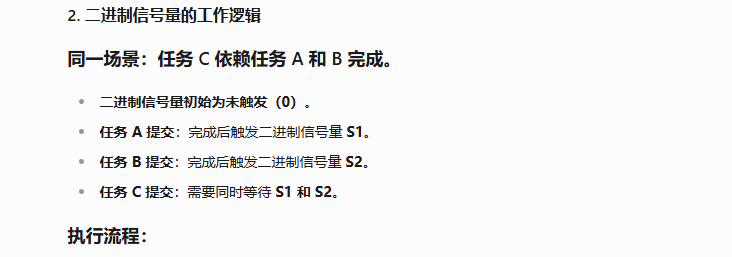 2. 二进制信号量的工作逻辑
同一场景：任务 C 依赖任务 A 和 B 完成。
二进制信号量初始为未触发（0）。
任务 A 提交：完成后触发二进制信号量 S1。
任务 B 提交：完成后触发二进制信号量 S2。
任务 C 提交：需要同时等待 S1 和 S2。
执行流程：